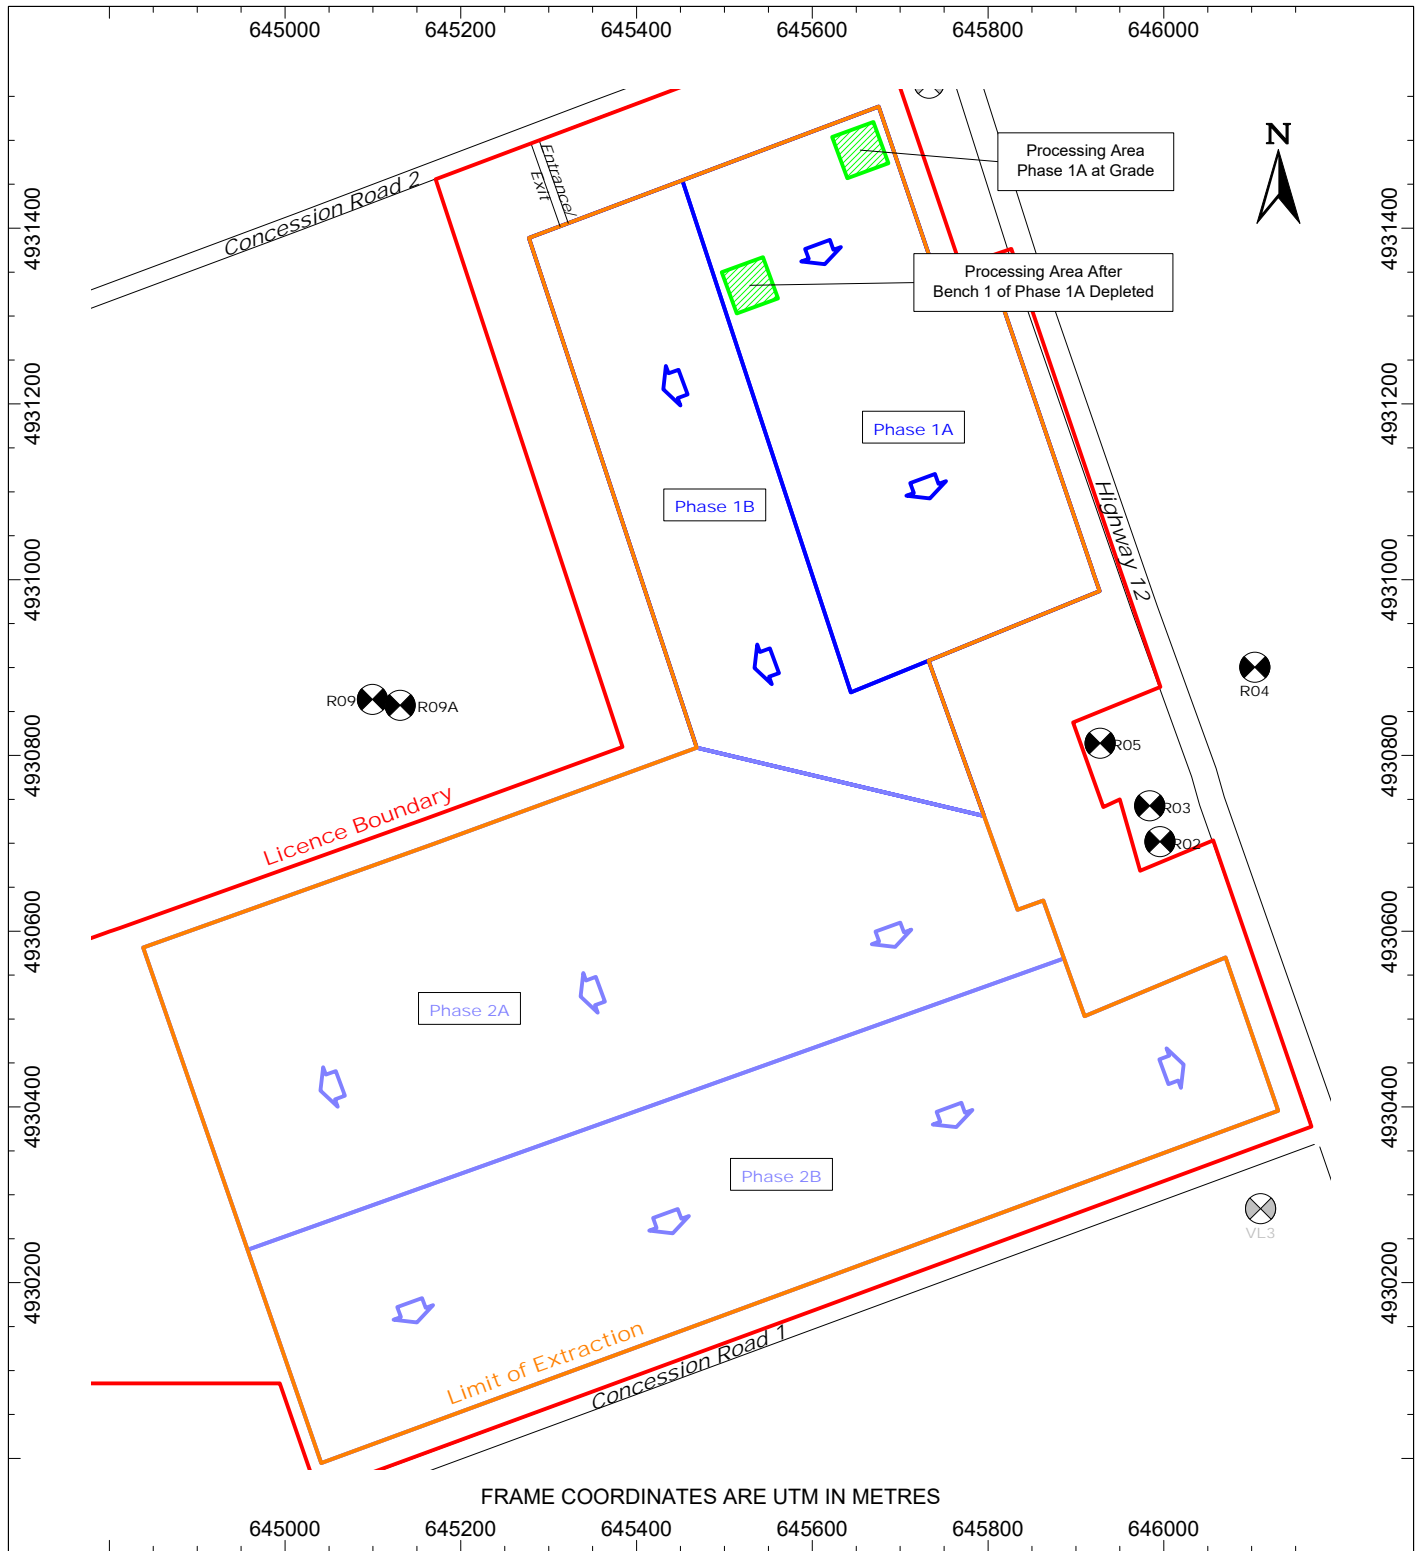 645000 645200 645400 645600 645800 646000
N
Processing Area
Phase 1A at Grade
Entrance/
Exit
Concession Road 2
4931400
4931400
Processing Area After
Bench 1 of Phase 1A Depleted
4931200
4931200
Phase 1A
Phase 1B
Highway 12
4931000
4931000
R09
R09A
R04
R05
4930800
4930800
R03
R02
Licence Boundary
4930600
4930600
Phase 2A
4930400
4930400
Phase 2B
VL3
4930200
4930200
Limit of Extraction
Concession Road 1
FRAME COORDINATES ARE UTM IN METRES
645000 645200 645400 645600 645800 646000